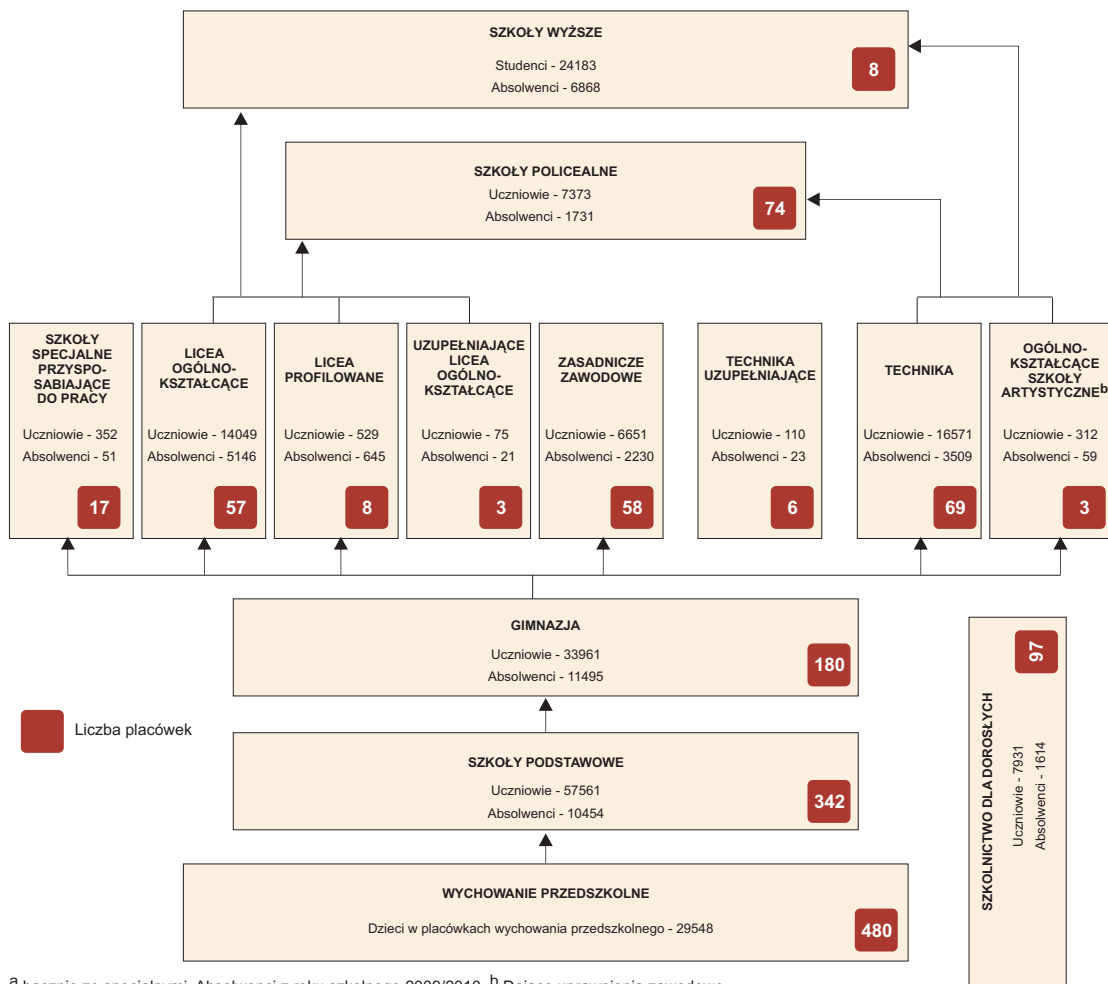 SZKOŁY WYŻSZE
Studenci - 24183
Absolwenci - 6868
8
SZKOŁY POLICEALNE
Uczniowie - 7373
Absolwenci - 1731
74
SZKOŁY
SPECJALNE
PRZYSPO-
SABIAJĄCE
DO PRACY
Uczniowie - 352
Absolwenci - 51
17
LICEA
OGÓLNO-
KSZTAŁCĄCE
Uczniowie - 14049
Absolwenci - 5146
57
LICEA
PROFILOWANE
Uczniowie - 529
Absolwenci - 645
8
UZUPEŁNIAJĄCE
LICEA
OGÓLNO-
KSZTAŁCĄCE
Uczniowie - 75
Absolwenci - 21
3
ZASADNICZE
ZAWODOWE
Uczniowie - 6651
Absolwenci - 2230
58
TECHNIKA
UZUPEŁNIAJĄCE
Uczniowie - 110
Absolwenci - 23
6
TECHNIKA
Uczniowie - 16571
Absolwenci - 3509
69
OGÓLNO-
KSZTAŁCĄCE
SZKOŁY
ARTYSTYCZNEb
Uczniowie - 312
Absolwenci - 59
3
GIMNAZJA
Uczniowie - 33961
Absolwenci - 11495
180
Liczba placówek
SZKOŁY PODSTAWOWE
Uczniowie - 57561
Absolwenci - 10454
342
WYCHOWANIE PRZEDSZKOLNE
Dzieci w placówkach wychowania przedszkolnego - 29548
480
SZKOLNICTWO DLA DOROSŁYCH
Uczniowie - 7931
Absolwenci - 1614
97